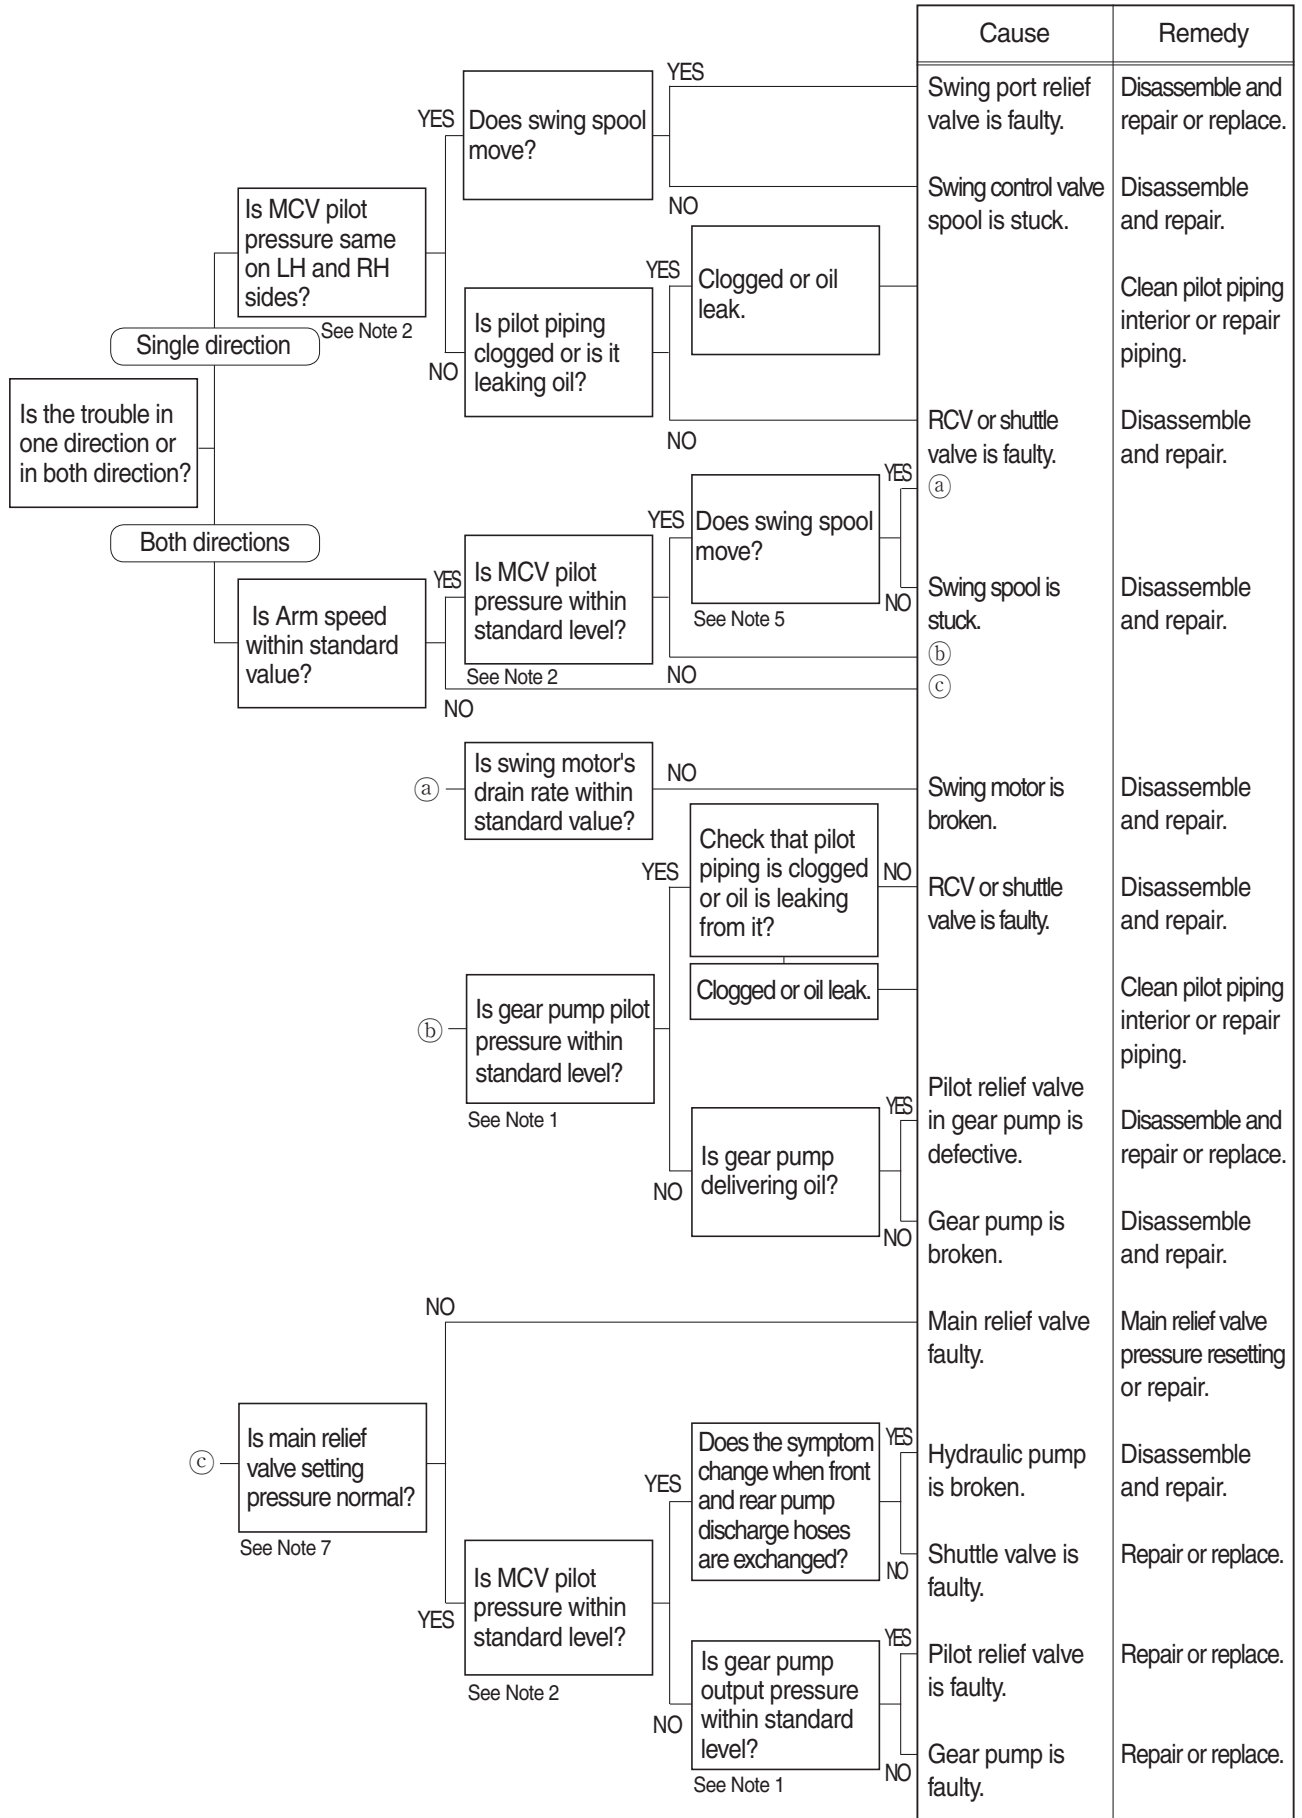 Cause
Remedy
YES
Swing port relief
valve is faulty.
Disassemble and
repair or replace.
YES
Does swing spool
move?
NO
Swing control valve
spool is stuck.
Disassemble
and repair.
Is MCV pilot
pressure same
on LH and RH
sides?
See Note 2
YES
Clogged or oil
leak.
Clean pilot piping
interior or repair
piping.
Single direction
NO
Is pilot piping
clogged or is it
leaking oil?
NO
RCV or shuttle
valve is faulty.
Disassemble
and repair.
Is the trouble in
one direction or
in both direction?
YES
ⓐ
Both directions
YES
Does swing spool
move?
See Note 5
NO
Swing spool is
stuck.
Disassemble
and repair.
YES
Is MCV pilot
pressure within
standard level?
See Note 2
NO
ⓑ
Is Arm speed
within standard
value?
NO
ⓒ
ⓐ
Is swing motor's
drain rate within
standard value?
NO
Swing motor is
broken.
Disassemble
and repair.
YES
Check that pilot
piping is clogged
or oil is leaking
from it?
NO
RCV or shuttle
valve is faulty.
Disassemble
and repair.
Clogged or oil leak.
Clean pilot piping
interior or repair
piping.
ⓑ
Is gear pump pilot
pressure within
standard level?
See Note 1
YES
Pilot relief valve
in gear pump is
defective.
Disassemble and
repair or replace.
NO
Is gear pump
delivering oil?
NO
Gear pump is
broken.
Disassemble
and repair.
NO
Main relief valve
faulty.
Main relief valve
pressure resetting
or repair.
ⓒ
Is main relief
valve setting
pressure normal?
See Note 7
YES
Does the symptom
change when front
and rear pump
discharge hoses
are exchanged?
YES
Hydraulic pump
is broken.
Disassemble
and repair.
NO
Shuttle valve is
faulty.
Repair or replace.
YES
Is MCV pilot
pressure within
standard level?
See Note 2
NO
Is gear pump
output pressure
within standard
level?
See Note 1
YES
Pilot relief valve
is faulty.
Repair or replace.
NO
Gear pump is
faulty.
Repair or replace.